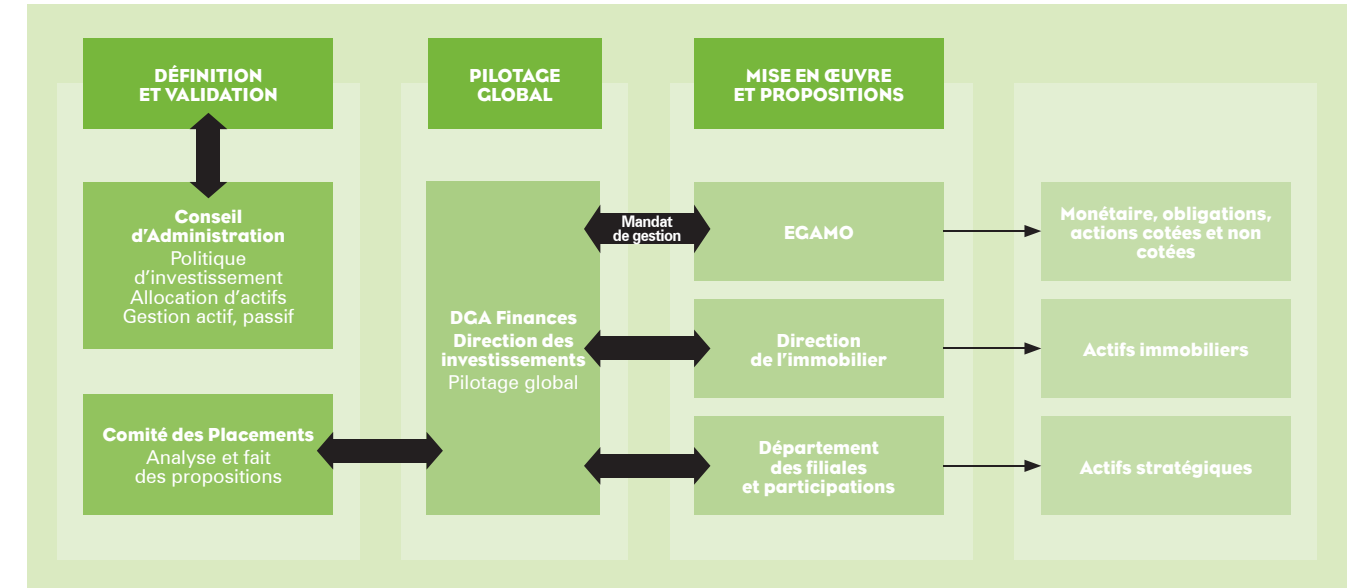 DÉFINITION
ET VALIDATION
PILOTAGE
GLOBAL
MISE EN ŒUVRE
ET PROPOSITIONS
Conseil
d’Administration
Politique
d’investissement
Allocation d’actifs
Gestion actif, passif
Comité des Placements
Analyse et fait
des propositions
DGA Finances
Direction des
investissements
Pilotage global
Mandat
de gestion
EGAMO
Direction
de l’immobilier
Département
des filiales
et participations
Monétaire, obligations,
actions cotées et non
cotées
Actifs immobiliers
Actifs stratégiques